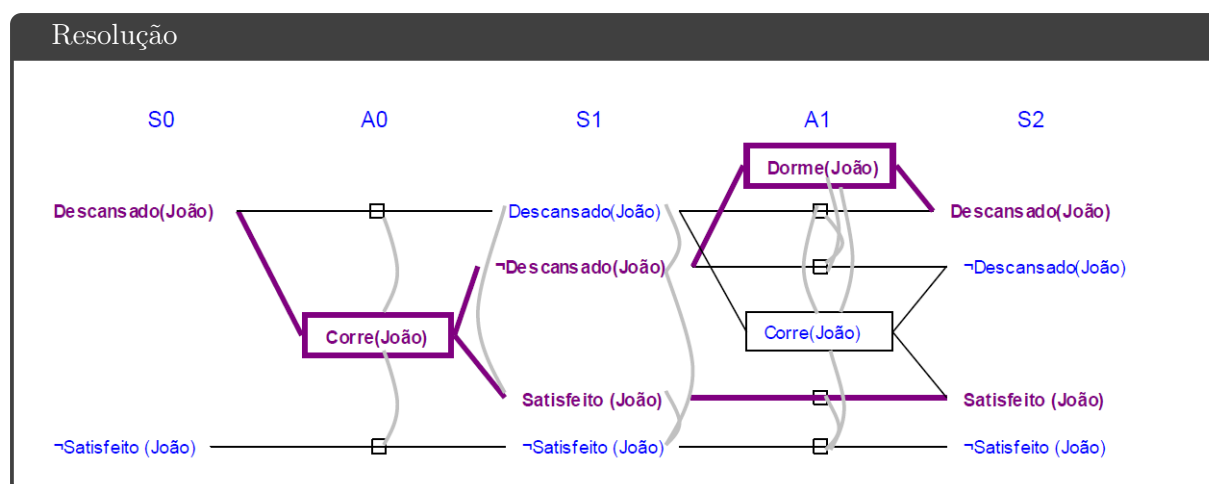 Resolução
S0 A0 S1 A1 S2
Dorme(João)
Descansado(João) Descansado(João) Descansado(João)
¬Descansado(João) ¬Descansado(João)
Corre(João) Corre(João)
Satisfeito (João) Satisfeito (João)
¬Satisfeito (João) ¬Satisfeito (João) ¬Satisfeito (João)